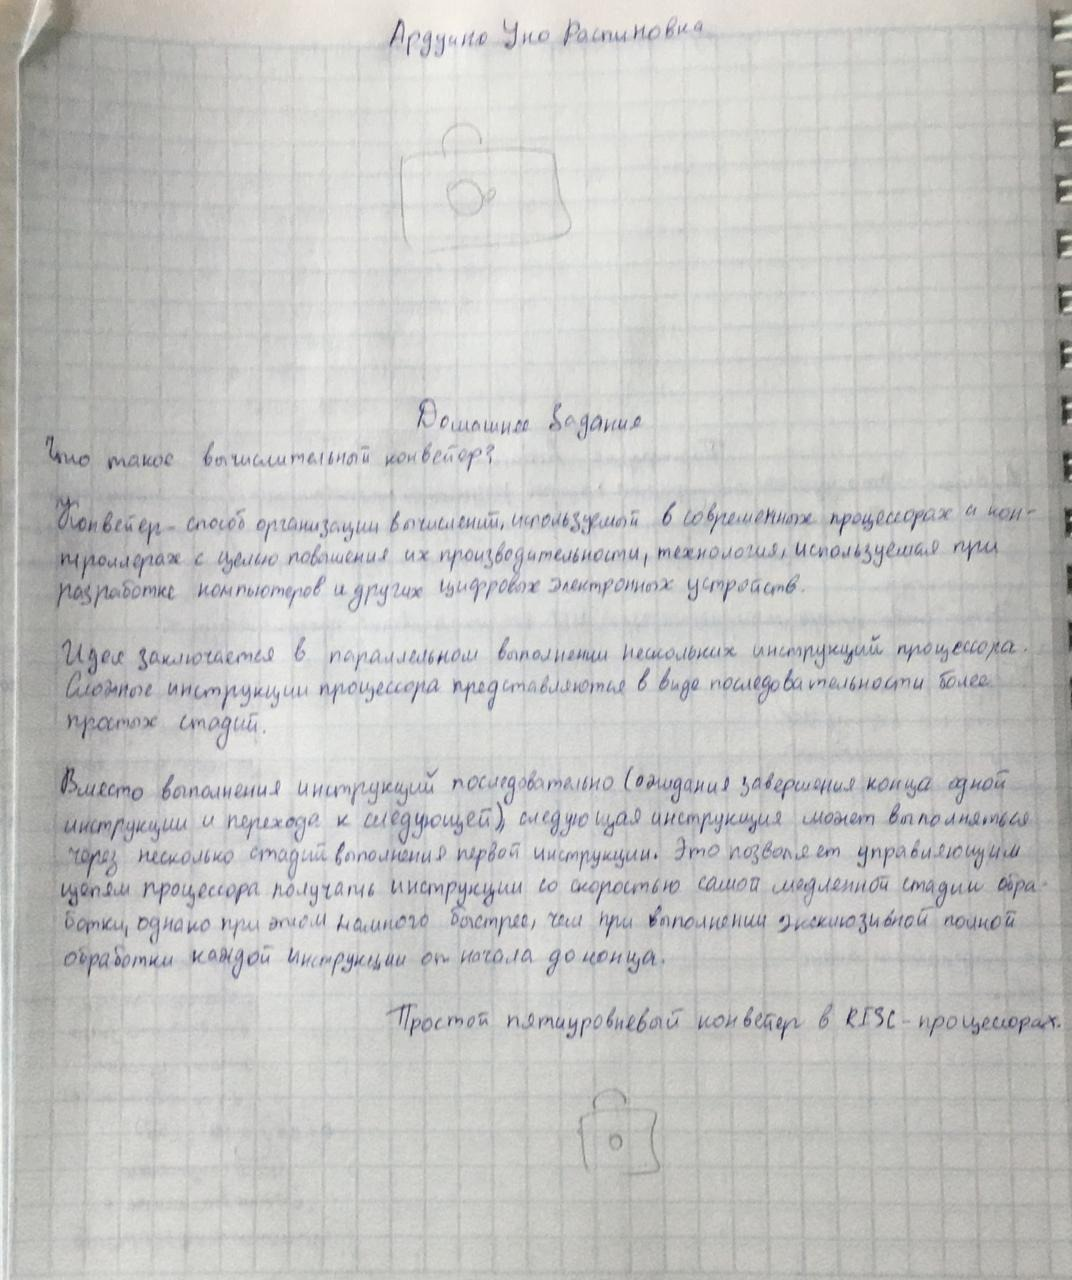 Ардуино Уно Распиновка
Домашнее Задания
Что такое вычислительный конвейер?
Конвейер - способ организации вычислений, используемый в современных процессорах и кон-
троллерах с целью повышения их производительности, технология, используемая при
разработке компьютеров и других цифровых электронных устройств.
Идея заключается в параллельном выполнении нескольких инструкций процессора.
Сложные инструкции процессора представляются в виде последовательности более
простых стадий.
Вместо выполнения инструкций последовательно (ожидания завершения конца одной
инструкции и перехода к следующей), следующая инструкция может выполняться
через несколько стадий выполнения первой инструкции. Это позволяет управляющим
цепям процессора получать инструкции со скоростью самой медленной стадии обра-
ботки, однако при этом намного быстрее, чем при выполнении эксклюзивной полной
обработки каждой инструкции от начала до конца.
Простой пятиуровневый конвейер в RISC - процессорах.